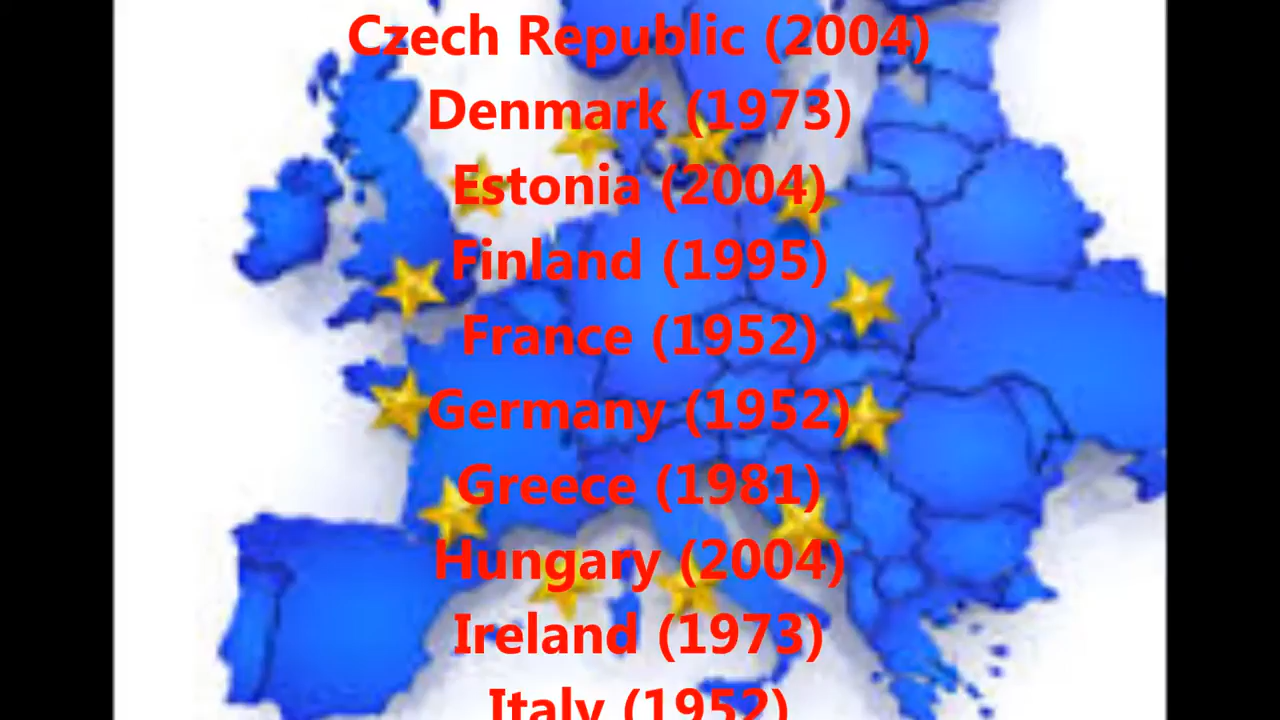 Czech Republic (2004)
Denmark (1973)
Estonia (2004)
Finland (1995)
France (1952)
Germany (1952)
Greece (1981)
Hungary (2004)
Ireland (1973)
Italy (1952)